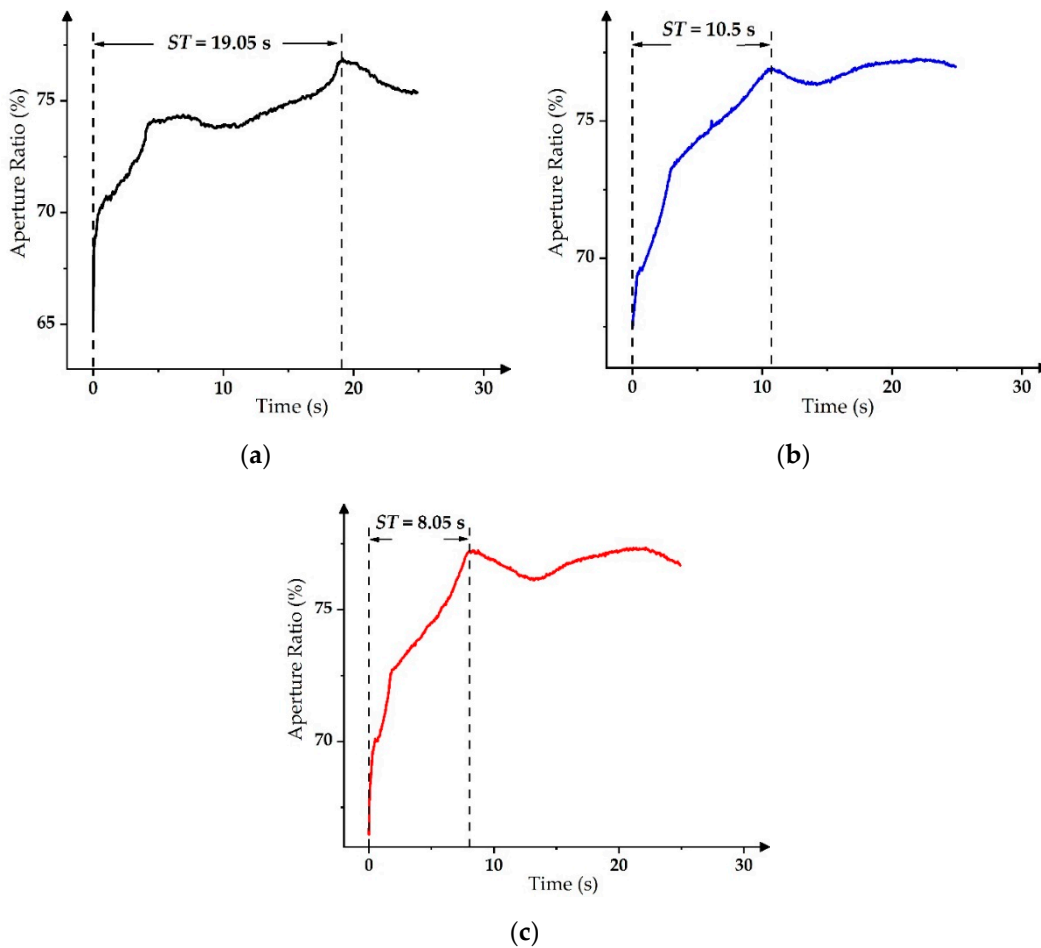 ST = 19.05 s
Aperture Ratio (%)
75
70
65
0 10 20 30
Time (s)
(a)
ST = 10.5 s
Aperture Ratio (%)
75
70
0 10 20 30
Time (s)
(b)
ST = 8.05 s
Aperture Ratio (%)
75
70
0 10 20 30
Time (s)
(c)